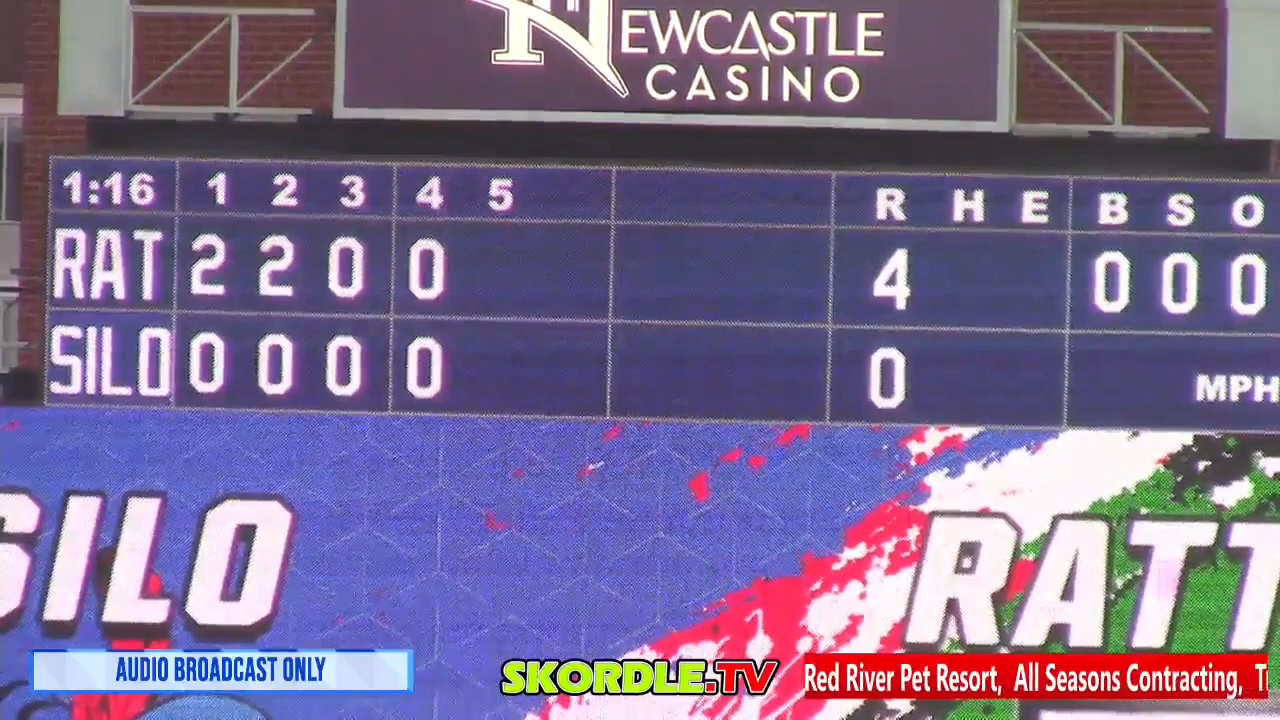 NEWCASTLE
CASINO
1:16 1 2 3 4 5 R H E B S O
RAT 2 2 0 0 4 0 0 0
SILO 0 0 0 0 0 MPH
SILO
RATT
AUDIO BROADCAST ONLY
SKORDLE.TV
Red River Pet Resort, All Seasons Contracting, T